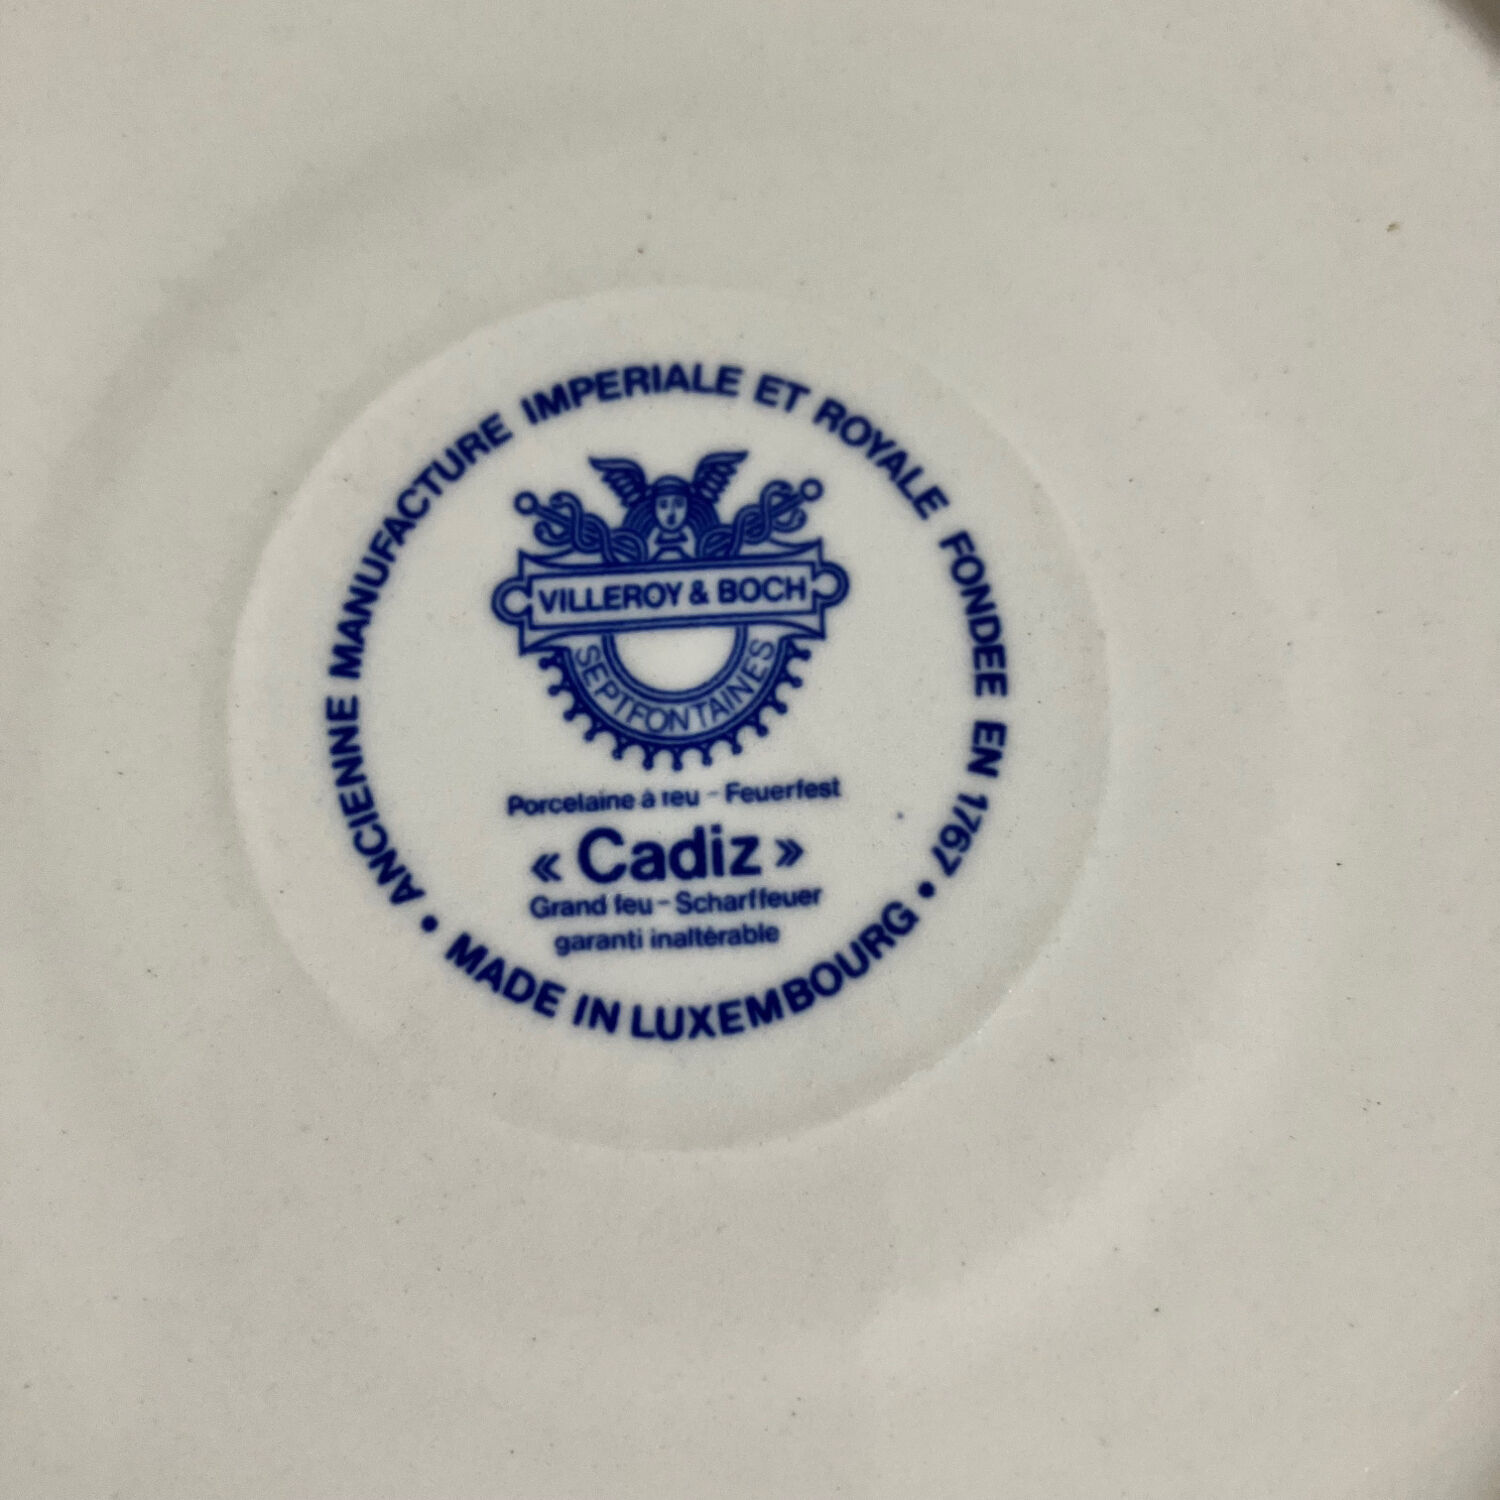 ANCIENNE MANUFACTURE IMPERIALE ET ROYALE FONDEE EN 1767 •
VILLEROY & BOCH
SEPTFONTAINES
Porcelaine à feu - Feuerfest
« Cadiz »
Grand feu - Scharffeuer
garanti inaltérable
• MADE IN LUXEMBOURG